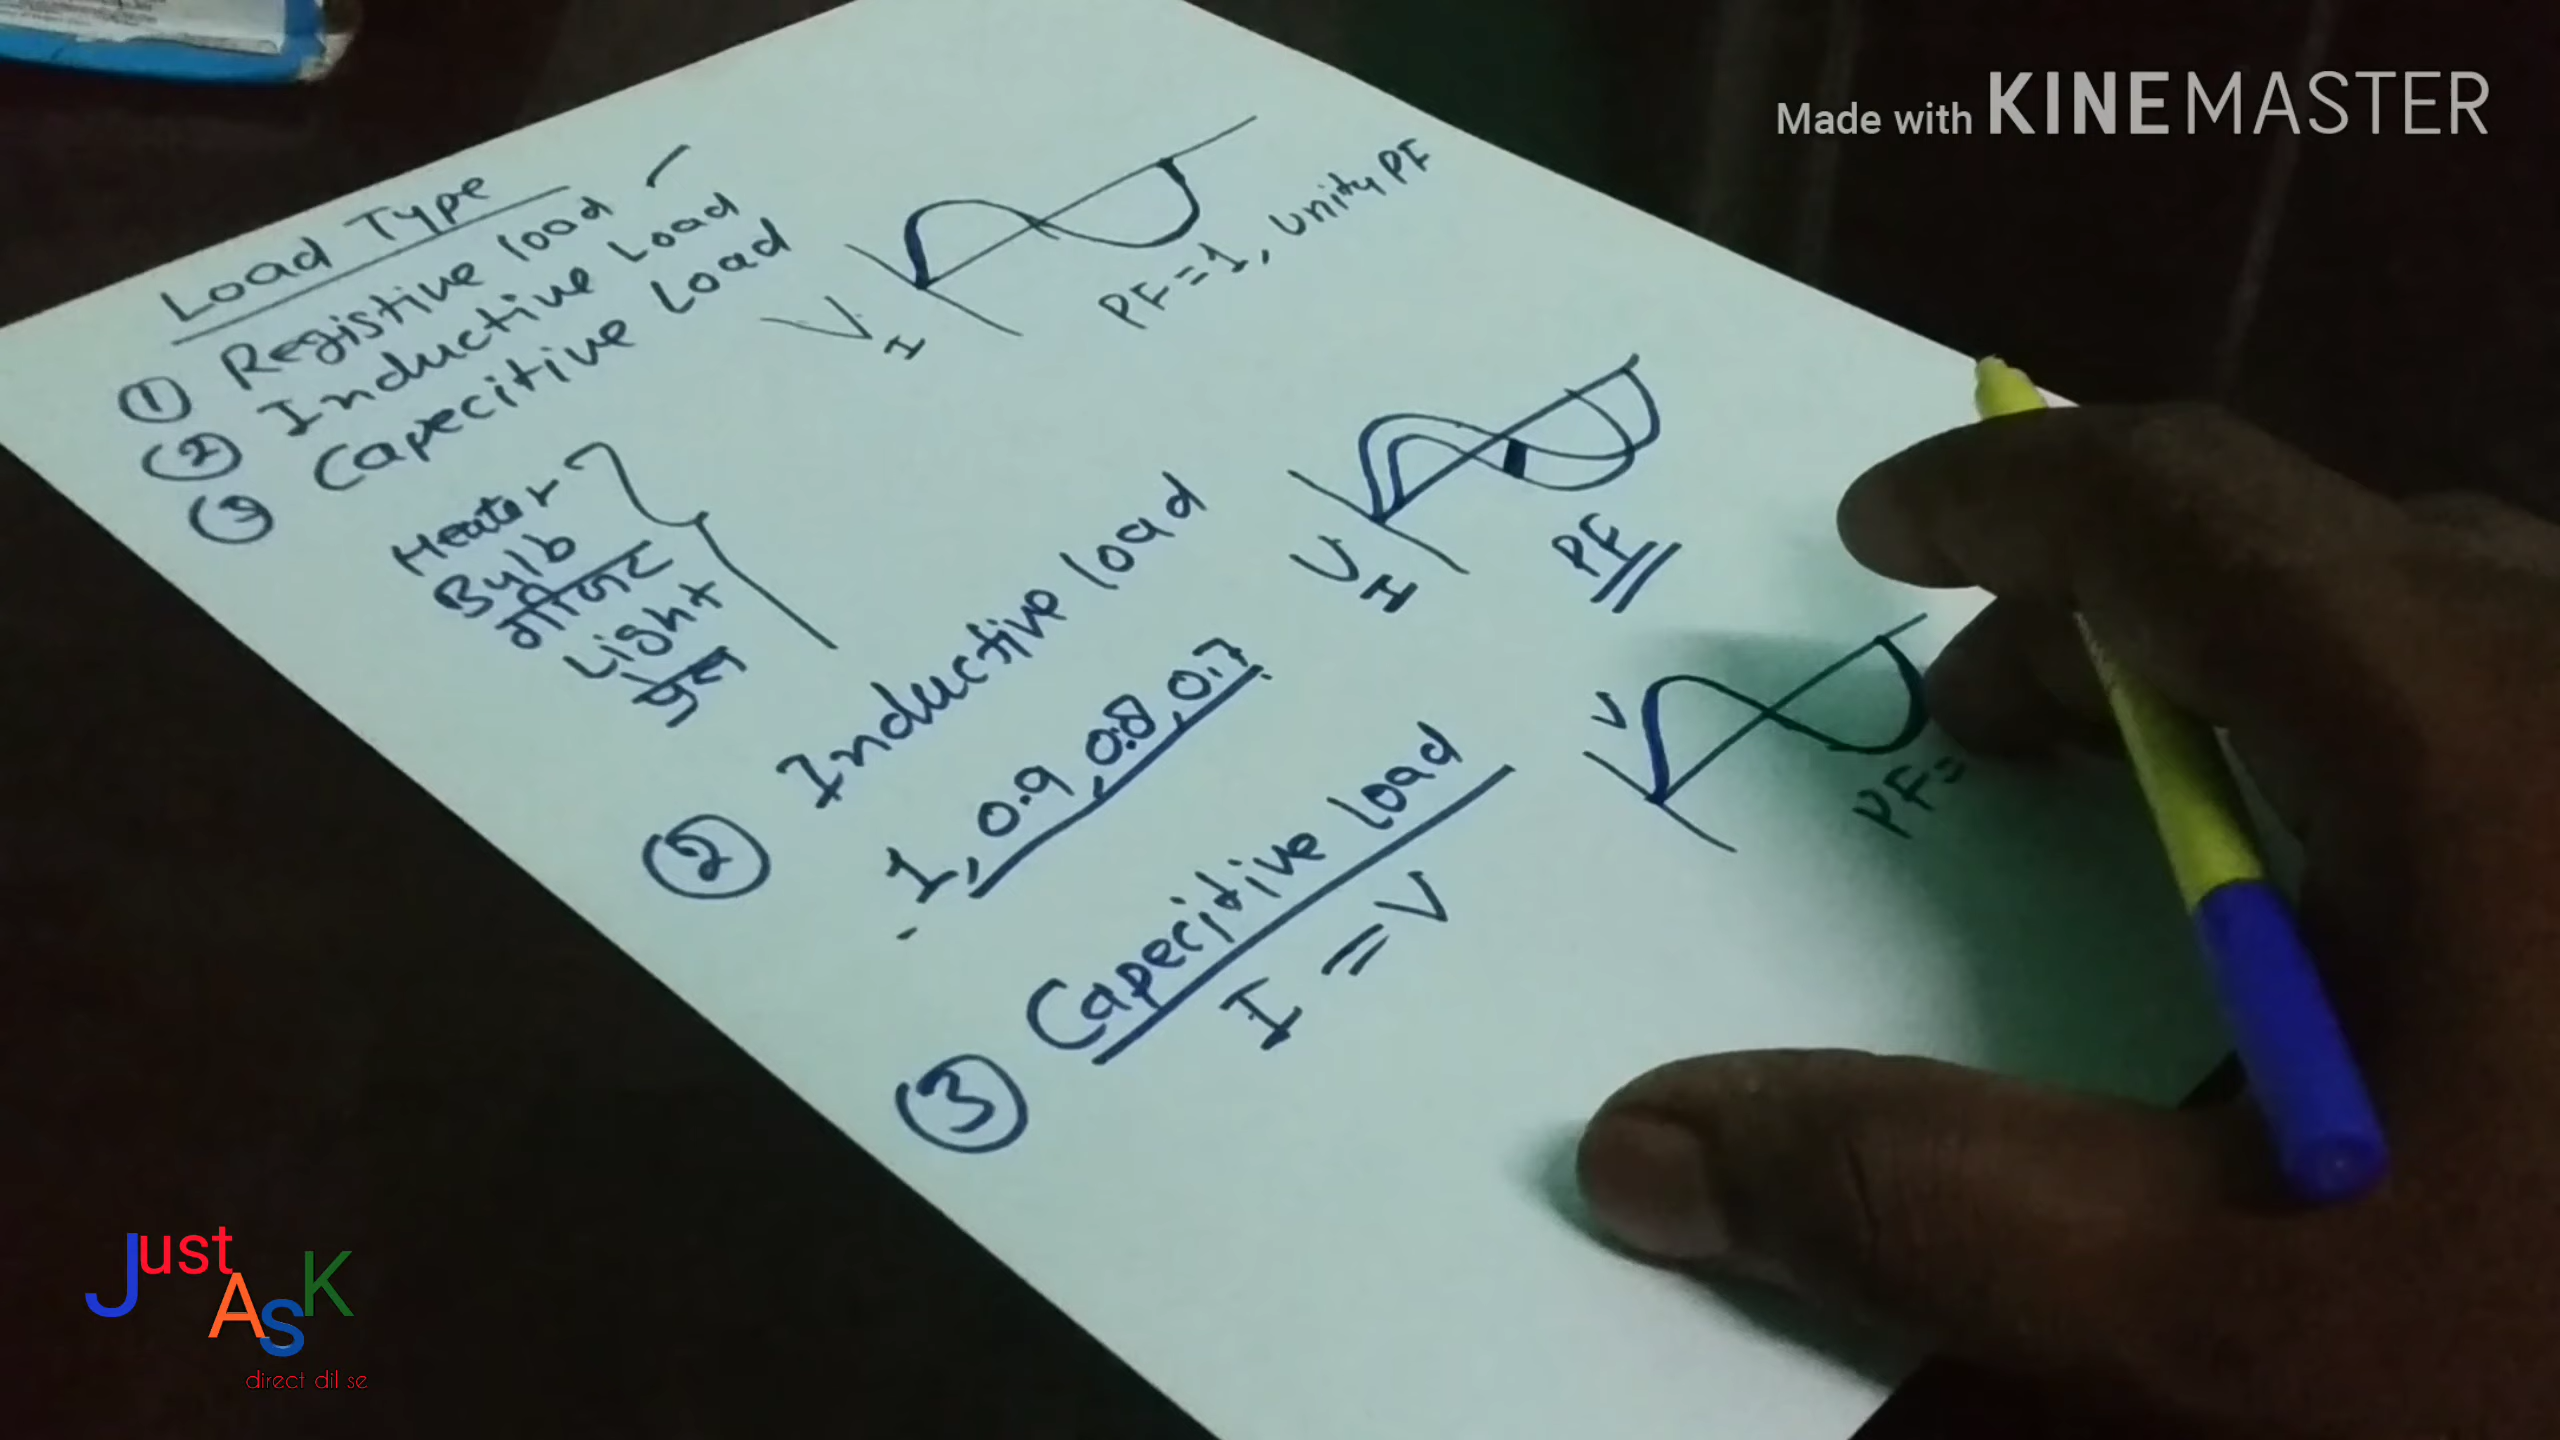 Made with KINEMASTER
Load Type
① Registive load
② Inductive Load
③ Capecitive Load
V
I
PF=1, unity PF
Heater
Bulb
गीजर
Light
प्रेस
② Inductive load
1, 0.9, 0.8, 0.7
V
I
PF
③ Capecitive load
I = V
V
PF=
Just
ASK
direct dil se